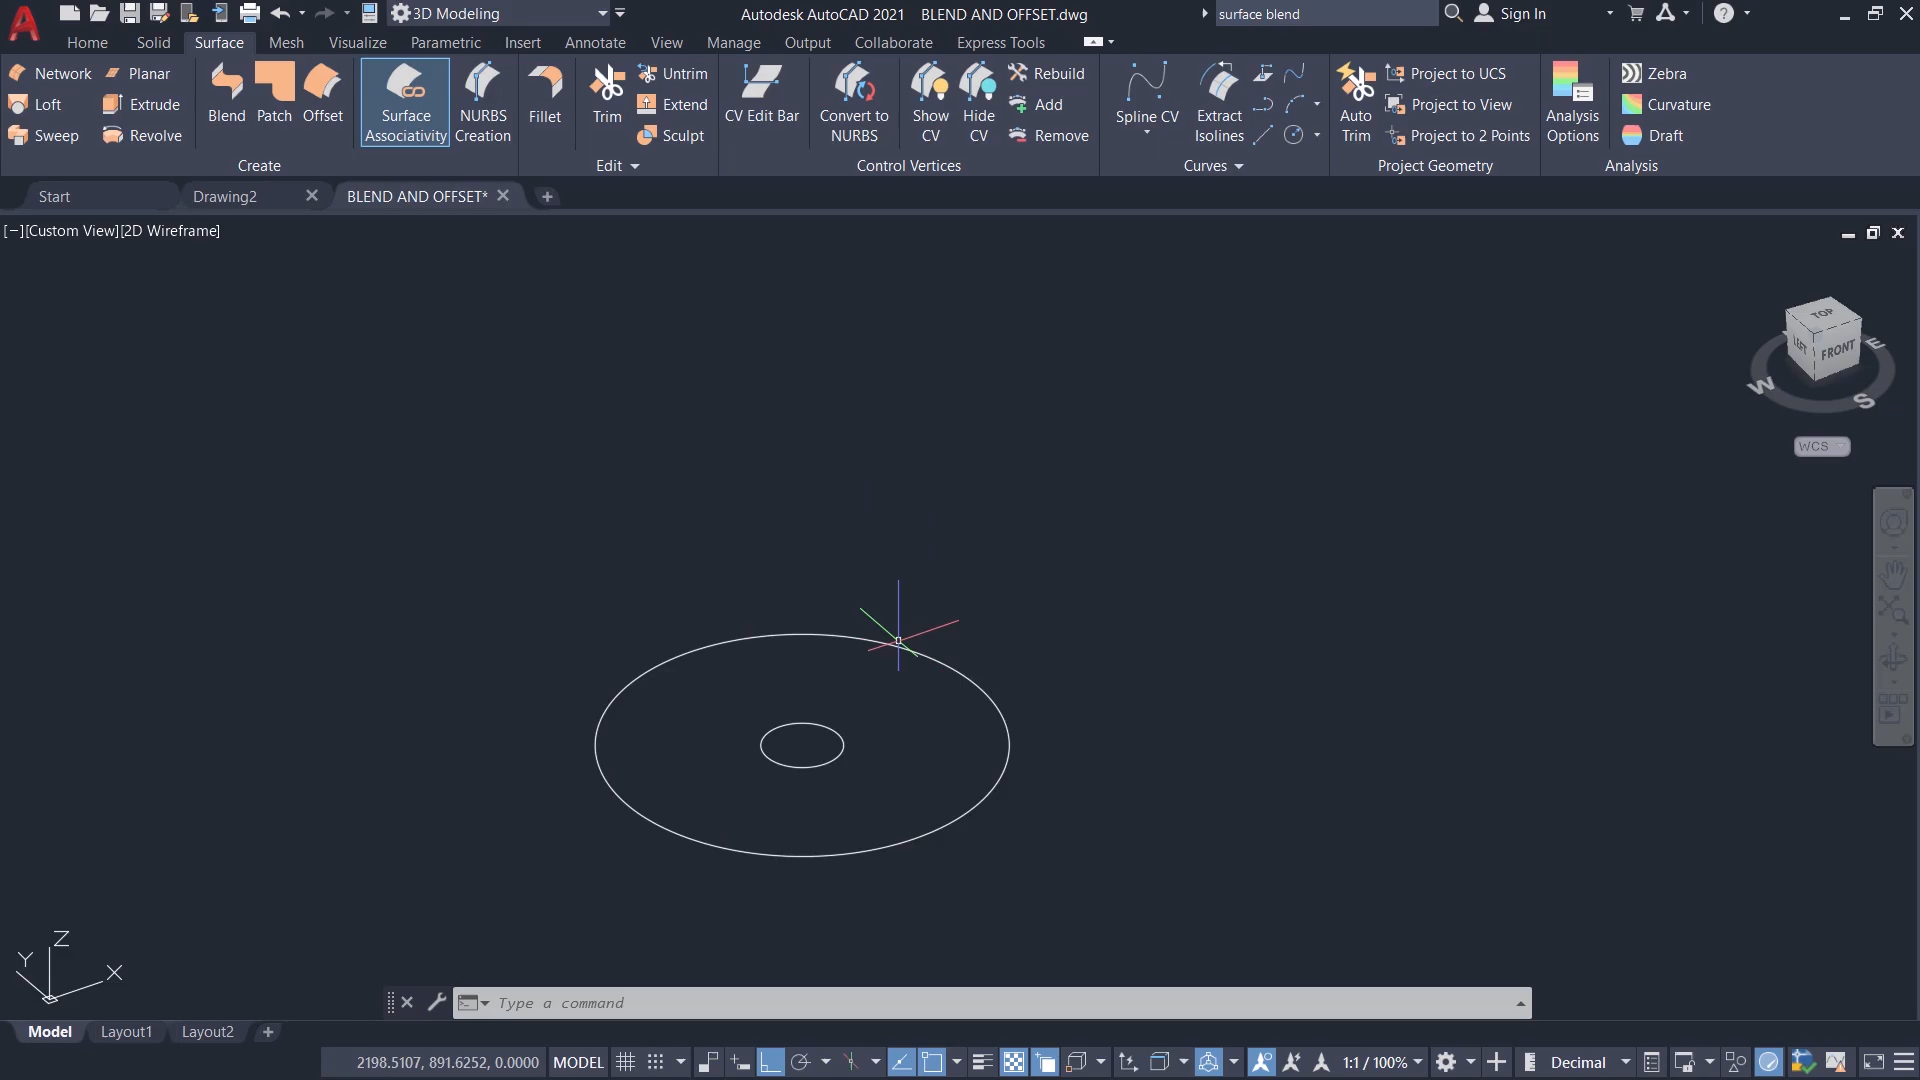 3D Modeling
Autodesk AutoCAD 2021 BLEND AND OFFSET.dwg
surface blend
Sign In
Home Solid Surface Mesh Visualize Parametric Insert Annotate View Manage Output Collaborate Express Tools
Network Planar
Loft Extrude
Sweep Revolve
Blend Patch Offset
Surface
Associativity
NURBS
Creation
Create
Fillet
Trim
Untrim
Extend
Sculpt
Edit
CV Edit Bar
Convert to
NURBS
Show
CV
Hide
CV
Rebuild
Add
Remove
Control Vertices
Spline CV
Extract
Isolines
Curves
Auto
Trim
Project to UCS
Project to View
Project to 2 Points
Project Geometry
Analysis
Options
Zebra
Curvature
Draft
Analysis
Start Drawing2 BLEND AND OFFSET*
[−][Custom View][2D Wireframe]
TOP
LEFT FRONT
W S E
WCS
Z
Y X
Type a command
Model Layout1 Layout2
2198.5107, 891.6252, 0.0000 MODEL 1:1 / 100% Decimal